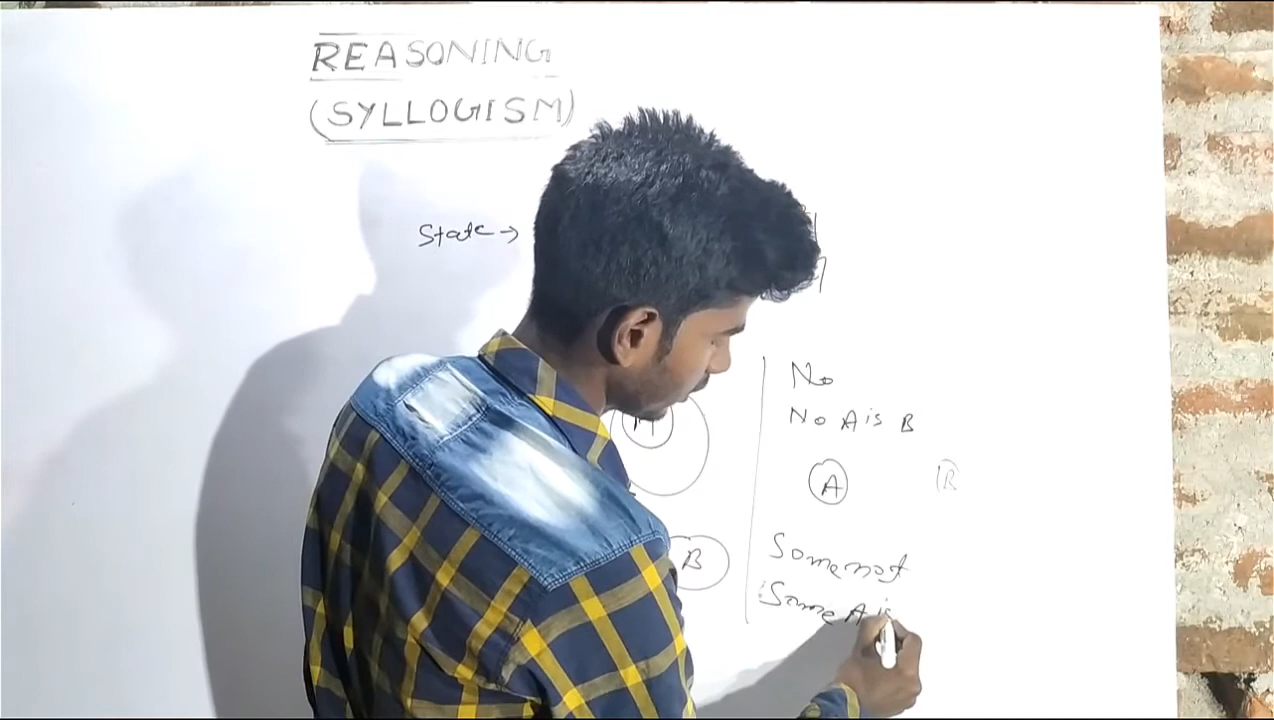 REASONING
(SYLLOGISM)
State →
No
No A is B
A
B
Some not
Some A is